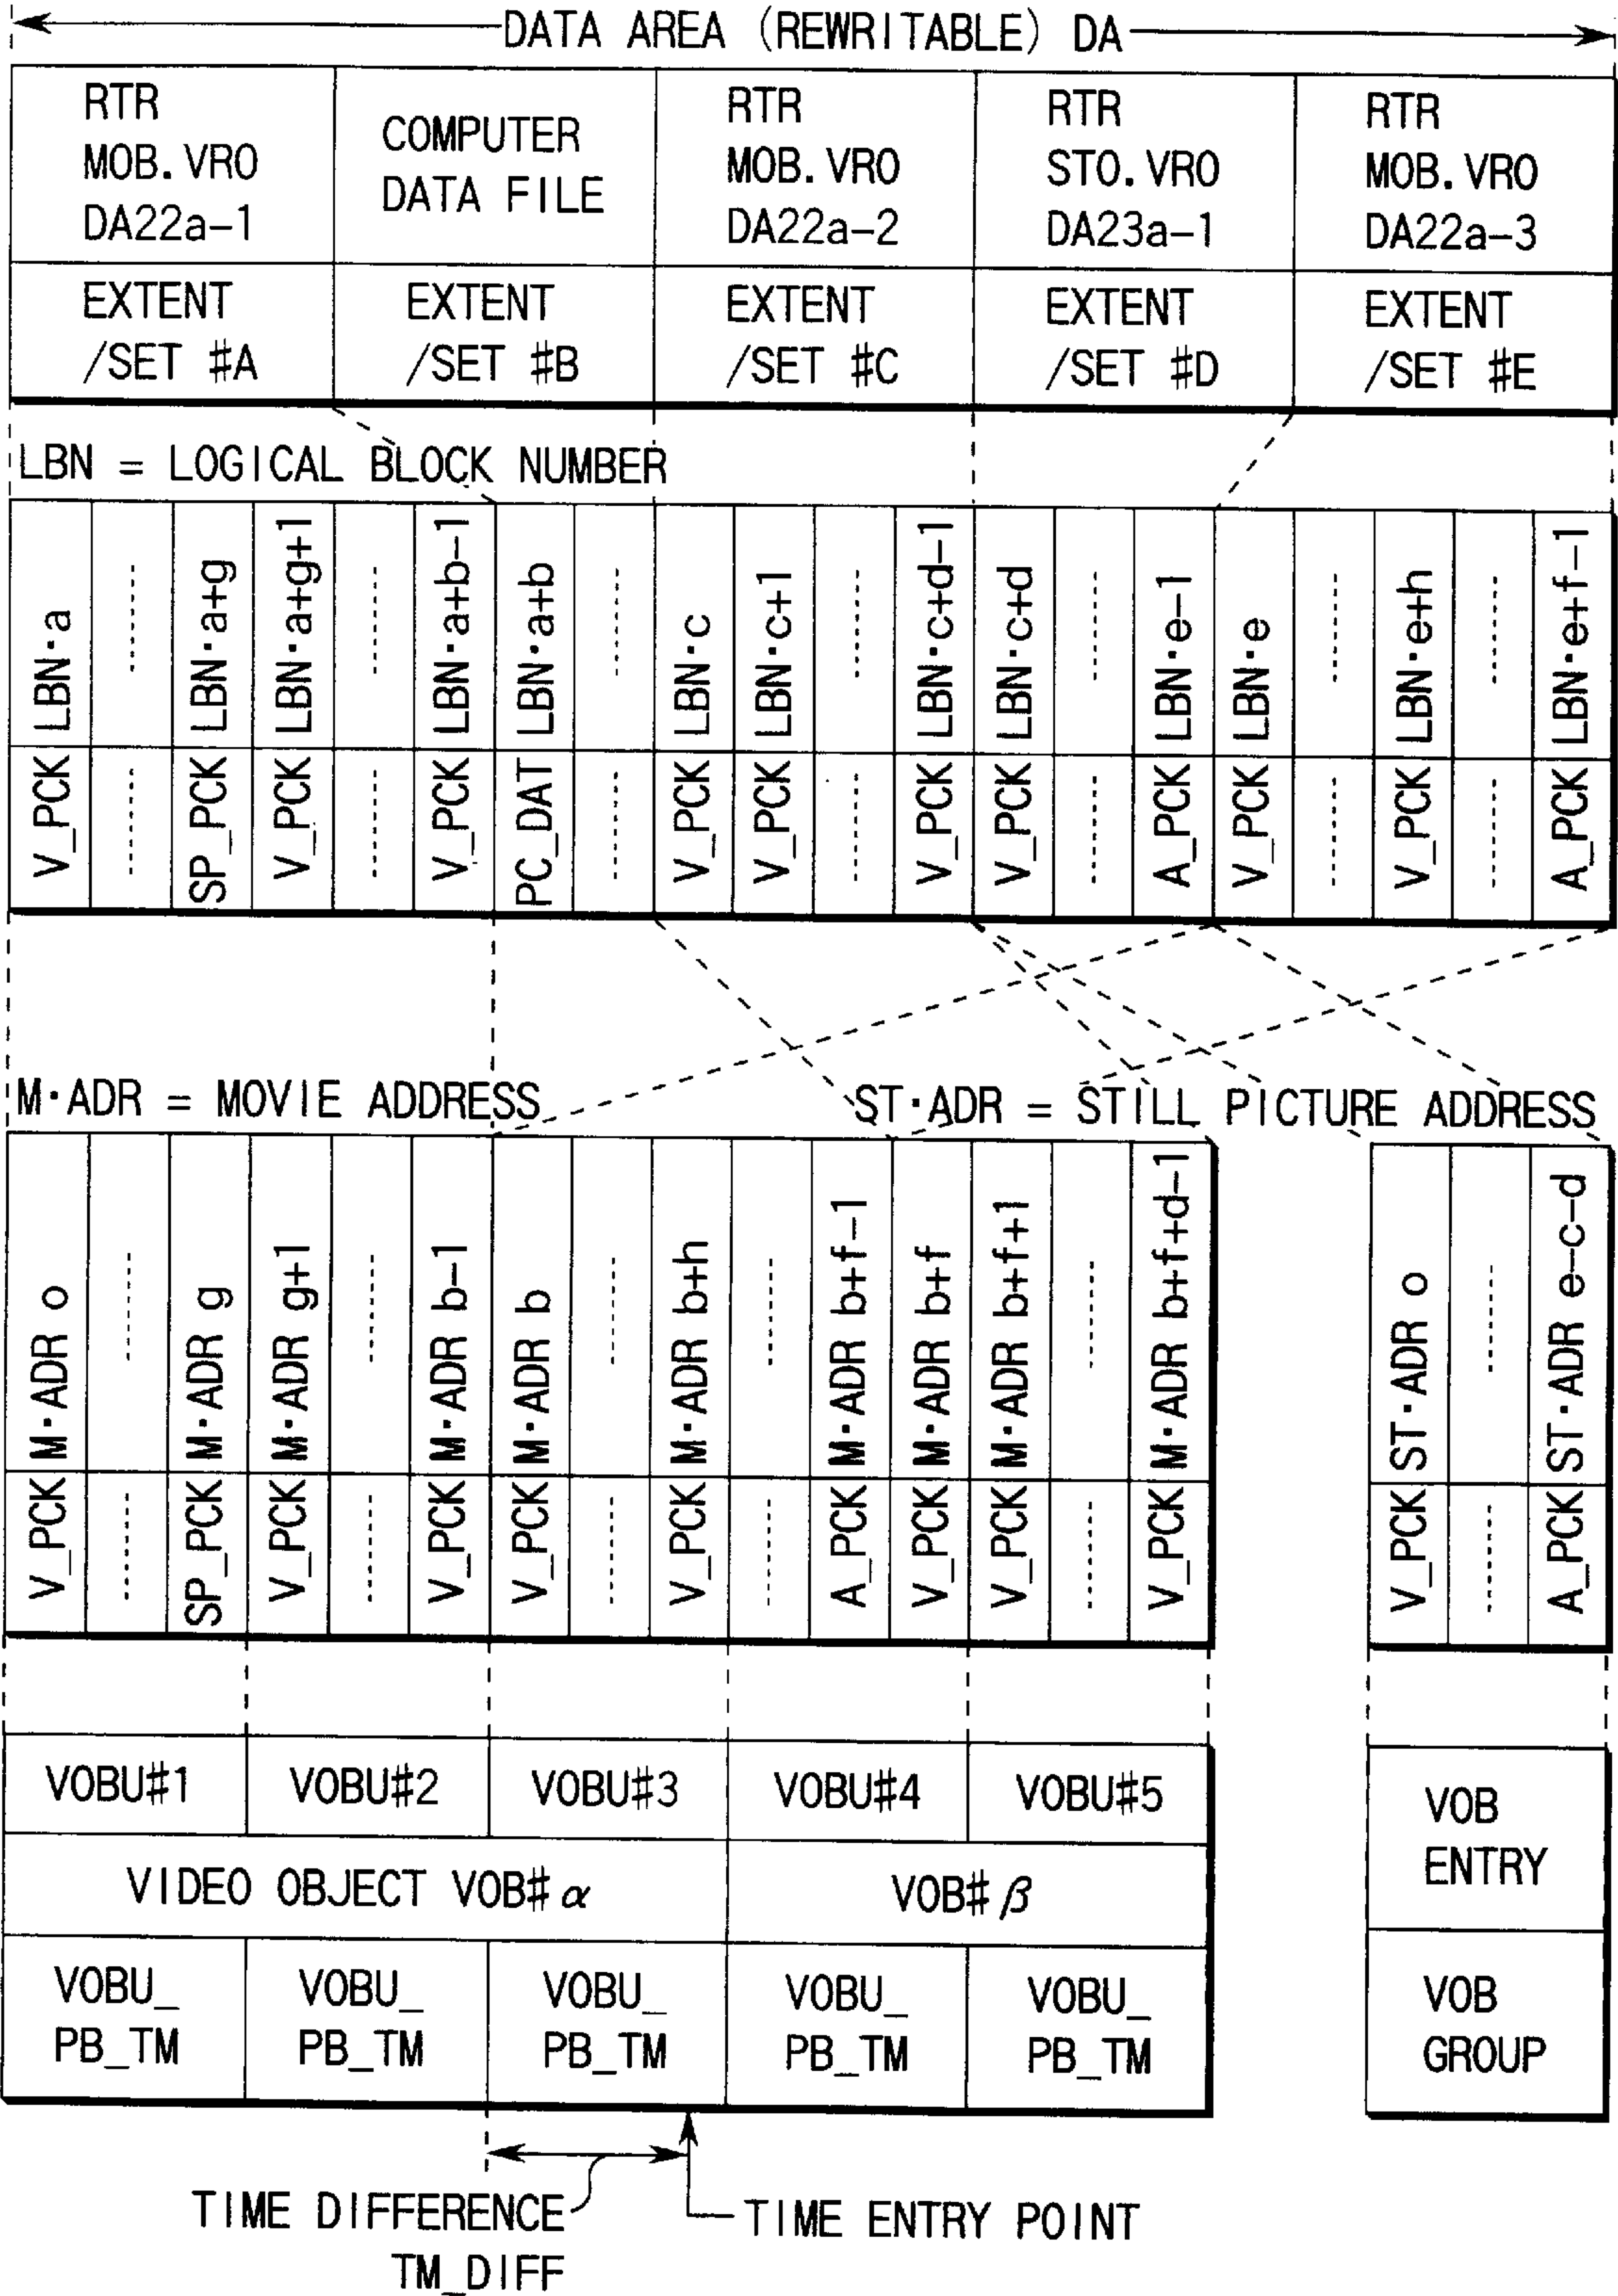 DATA AREA (REWRITABLE) DA
RTR
MOB.VRO
DA22a-1
COMPUTER
DATA FILE
RTR
MOB.VRO
DA22a-2
RTR
STO.VRO
DA23a-1
RTR
MOB.VRO
DA22a-3
EXTENT
/SET #A
EXTENT
/SET #B
EXTENT
/SET #C
EXTENT
/SET #D
EXTENT
/SET #E
LBN = LOGICAL BLOCK NUMBER
LBN·a
LBN·a+g
LBN·a+g+1
LBN·a+b-1
LBN·a+b
LBN·c
LBN·c+1
LBN·c+d-1
LBN·c+d
LBN·e-1
LBN·e
LBN·e+h
LBN·e+f-1
V_PCK
SP_PCK
V_PCK
V_PCK
PC_DAT
V_PCK
V_PCK
V_PCK
V_PCK
A_PCK
V_PCK
V_PCK
A_PCK
M·ADR = MOVIE ADDRESS
ST·ADR = STILL PICTURE ADDRESS
M·ADR o
M·ADR g
M·ADR g+1
M·ADR b-1
M·ADR b
M·ADR b+h
M·ADR b+f-1
M·ADR b+f
M·ADR b+f+1
M·ADR b+f+d-1
ST·ADR o
ST·ADR e-c-d
V_PCK
SP_PCK
V_PCK
V_PCK
V_PCK
V_PCK
A_PCK
V_PCK
V_PCK
V_PCK
V_PCK
A_PCK
VOBU#1
VOBU#2
VOBU#3
VOBU#4
VOBU#5
VOB
ENTRY
VIDEO OBJECT VOB# α
VOB# β
VOBU_
PB_TM
VOBU_
PB_TM
VOBU_
PB_TM
VOBU_
PB_TM
VOBU_
PB_TM
VOB
GROUP
TIME DIFFERENCE
TM_DIFF
TIME ENTRY POINT